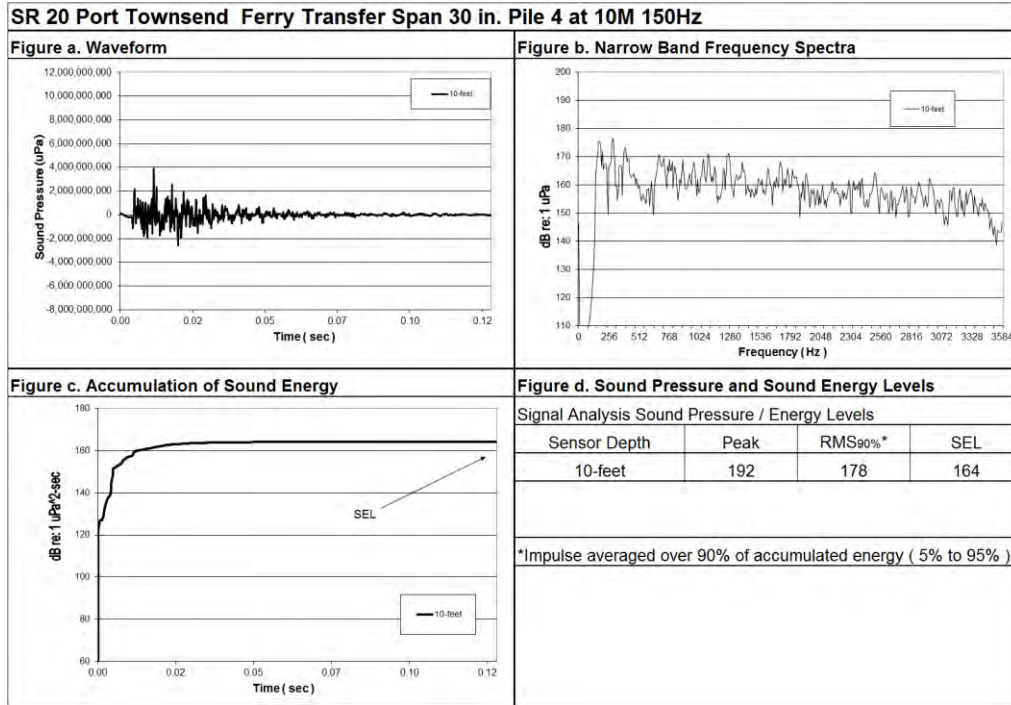 SR 20 Port Townsend Ferry Transfer Span 30 in. Pile 4 at 10M 150Hz
Figure a. Waveform
12,000,000,000
10,000,000,000
8,000,000,000
6,000,000,000
4,000,000,000
2,000,000,000
0
-2,000,000,000
-4,000,000,000
-6,000,000,000
-8,000,000,000
Sound Pressure (uPa)
10-feet
0.00 0.02 0.05 0.07 0.10 0.12
Time ( sec )
Figure b. Narrow Band Frequency Spectra
200
190
180
170
160
150
140
130
120
110
dB re: 1 uPa
10-feet
0 256 512 768 1024 1280 1536 1792 2048 2304 2560 2816 3072 3328 3584
Frequency ( Hz )
Figure c. Accumulation of Sound Energy
180
160
140
120
100
80
60
dB re: 1 uPa^2-sec
SEL
10-feet
0.00 0.02 0.05 0.07 0.10 0.12
Time ( sec )
Figure d. Sound Pressure and Sound Energy Levels
Signal Analysis Sound Pressure / Energy Levels
Sensor Depth Peak RMS90%* SEL
10-feet 192 178 164
*Impulse averaged over 90% of accumulated energy ( 5% to 95% )